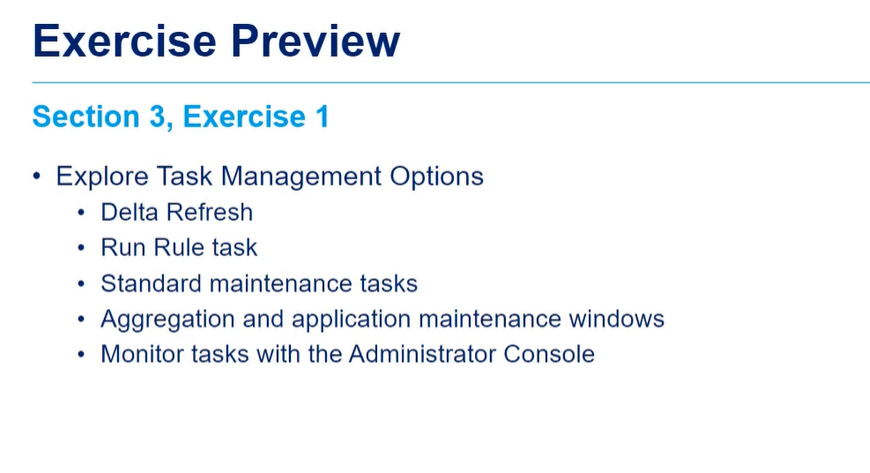 Exercise Preview
Section 3, Exercise 1
• Explore Task Management Options
• Delta Refresh
• Run Rule task
• Standard maintenance tasks
• Aggregation and application maintenance windows
• Monitor tasks with the Administrator Console